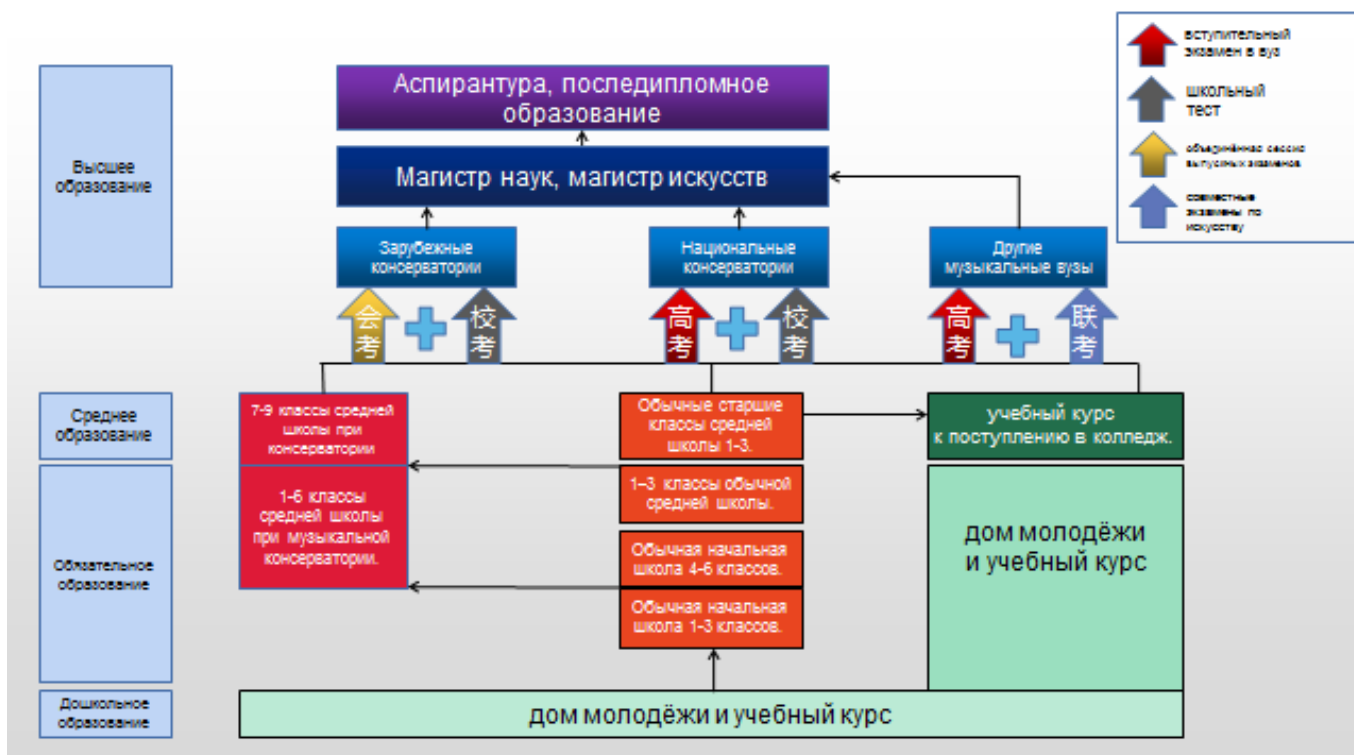 вступительный
экзамен в вуз
школьный
тест
объединённая сессия
выпускных экзаменов
совместные
экзамены по
искусству
Высшее
образование
Аспирантура, последипломное
образование
Магистр наук, магистр искусств
Зарубежные
консерватории
Национальные
консерватории
Другие
музыкальные вузы
会考
校考
高考
校考
高考
联考
Среднее
образование
7-9 классы средней
школы при
консерватории
Обычные старшие
классы средней
школы 1-3.
учебный курс
к поступлению в колледж.
Обязательное
образование
1-6 классы
средней школы
при музыкальной
консерватории.
1–3 классы обычной
средней школы.
Обычная начальная
школа 4-6 классов.
Обычная начальная
школа 1-3 классов.
дом молодёжи
и учебный курс
Дошкольное
образование
дом молодёжи и учебный курс